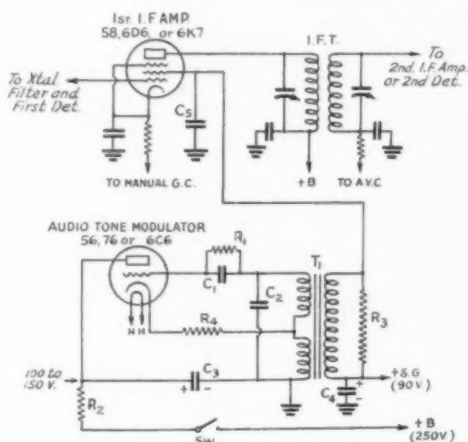 1ST I.F. AMP.
58, 6D6, or 6K7
I.F.T.
To
2nd. I.F. Amp.
or 2nd Det.
To Xtal
Filter and
First Det.
C5
TO MANUAL G.C.
+B
TO A.V.C
AUDIO TONE MODULATOR
56, 76 or 6C6
R1
C1
C2
T1
R3
H H
R4
100 to
150 V.
C3
+ -
+ S.G.
(90 V.)
+
C4
-
R2
Sw
+B
(250V.)